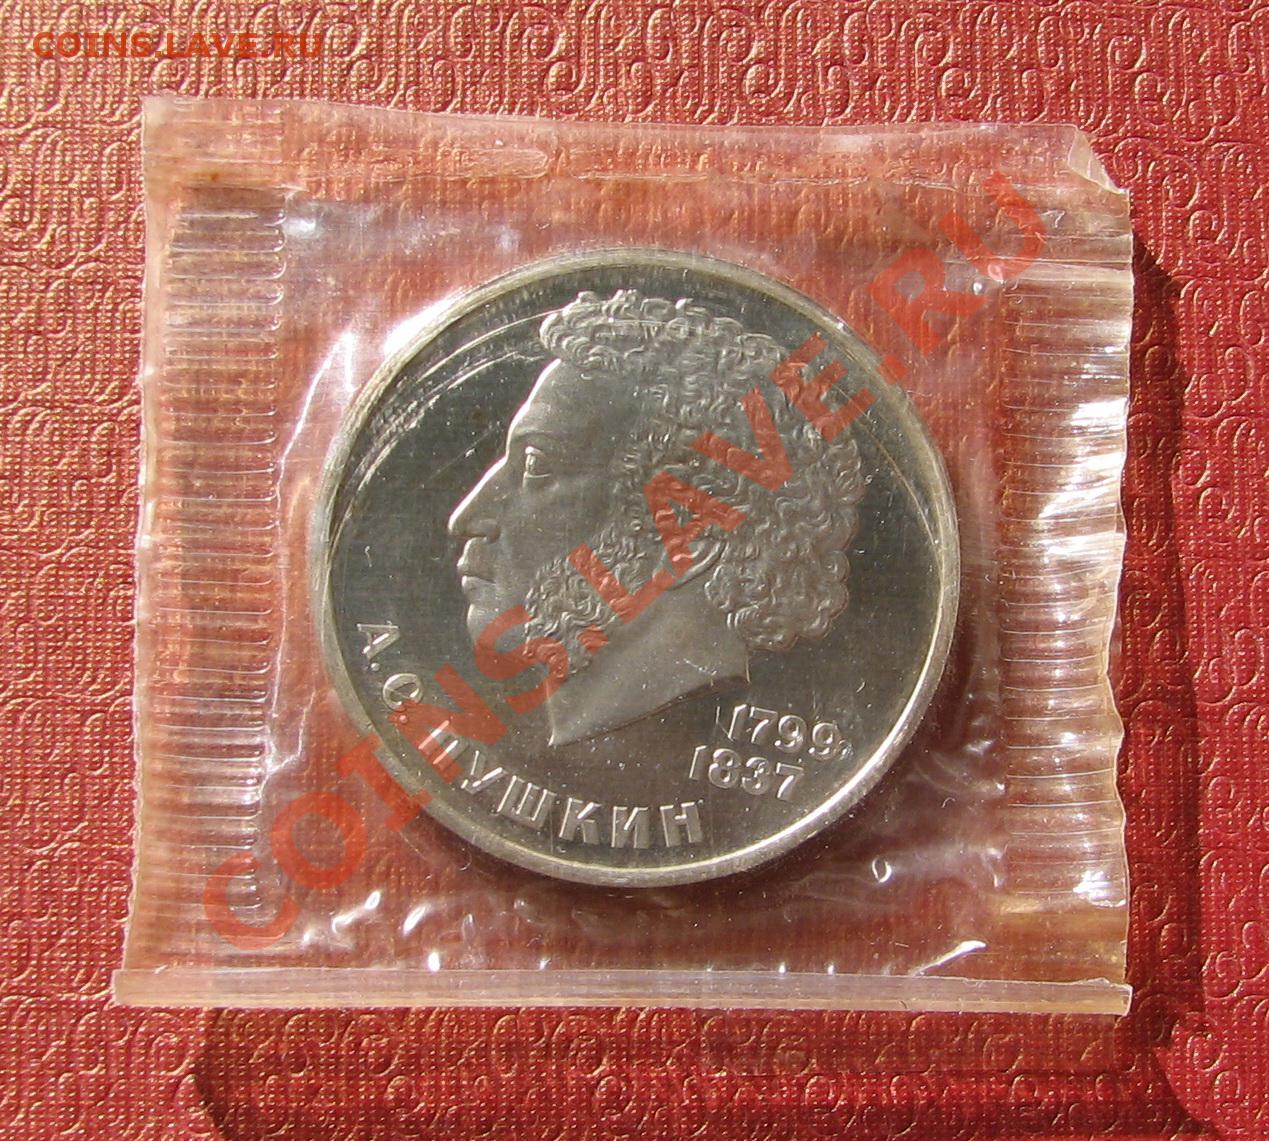 COINS.LAVE.RU
COINS.LAVE.RU
А. С. ПУШКИН
1799
1837